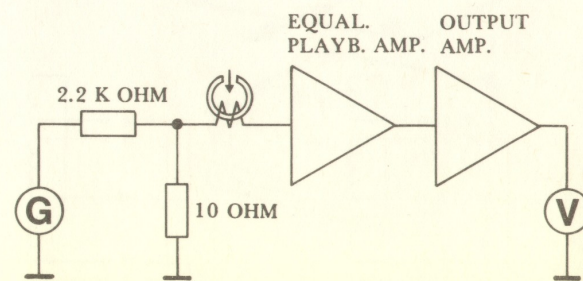 EQUAL. OUTPUT
PLAYB. AMP. AMP.
2.2 K OHM
10 OHM
G
V